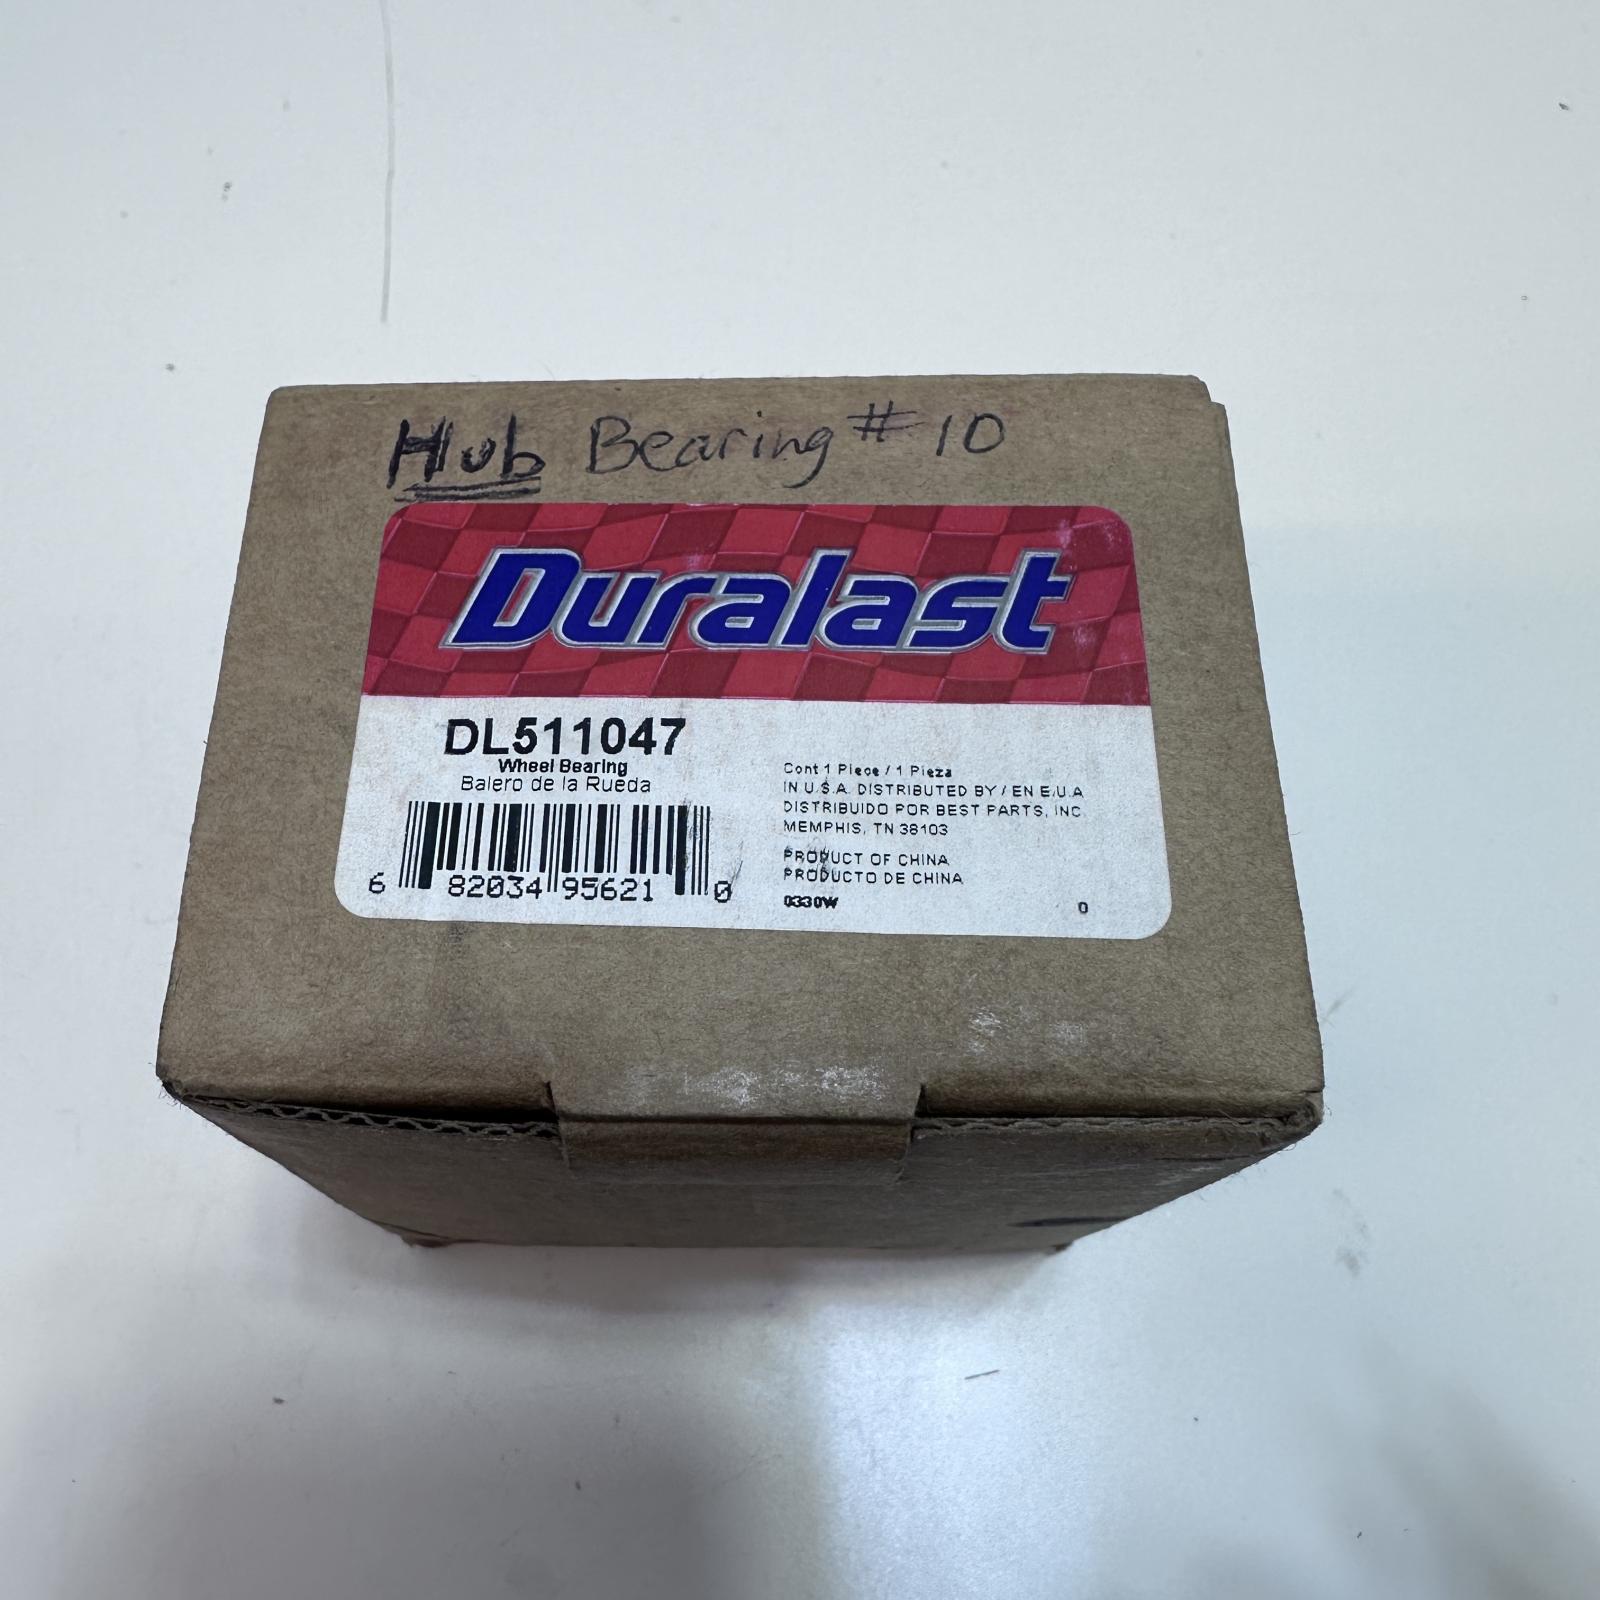 Hub Bearing #10
Duralast
DL511047
Wheel Bearing
Balero de la Rueda
6 82034 95621 0
Cont 1 Piece / 1 Pieza
IN U.S.A. DISTRIBUTED BY / EN E.U.A
DISTRIBUIDO POR BEST PARTS, INC
MEMPHIS, TN 38103
PRODUCT OF CHINA
PRODUCTO DE CHINA
0330W
0